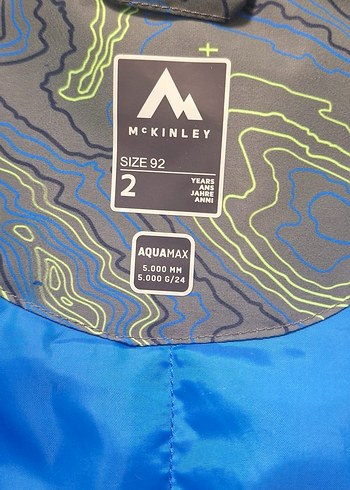 McKINLEY
SIZE 92
2
YEARS
ANS
JAHRE
ANNI
AQUAMAX
5.000 MM
5.000 G/24